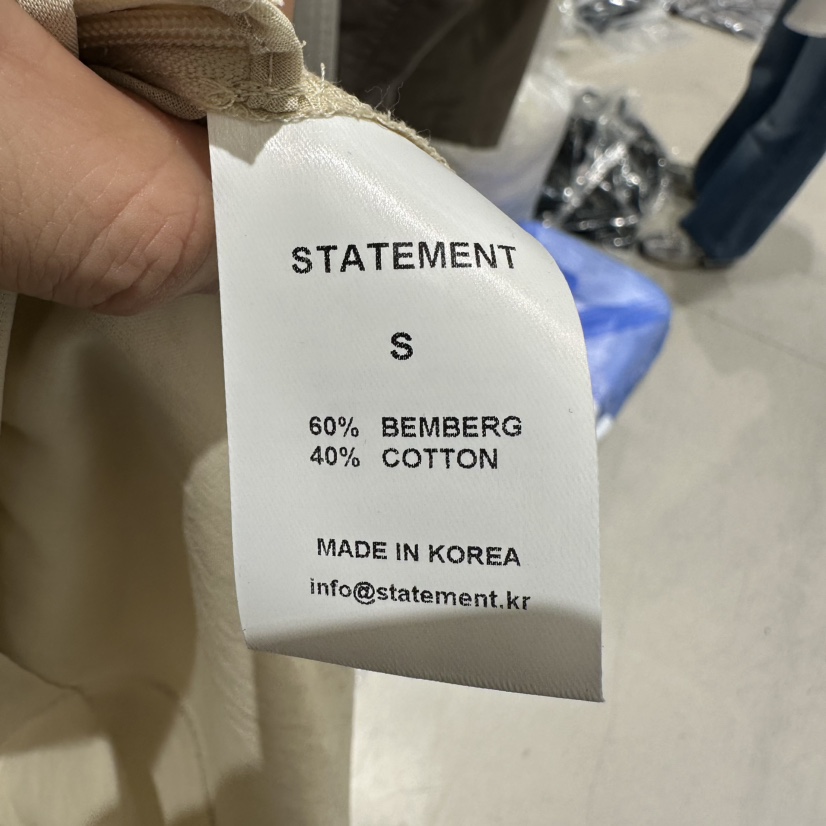 STATEMENT
S
60% BEMBERG
40% COTTON
MADE IN KOREA
info@statement.kr